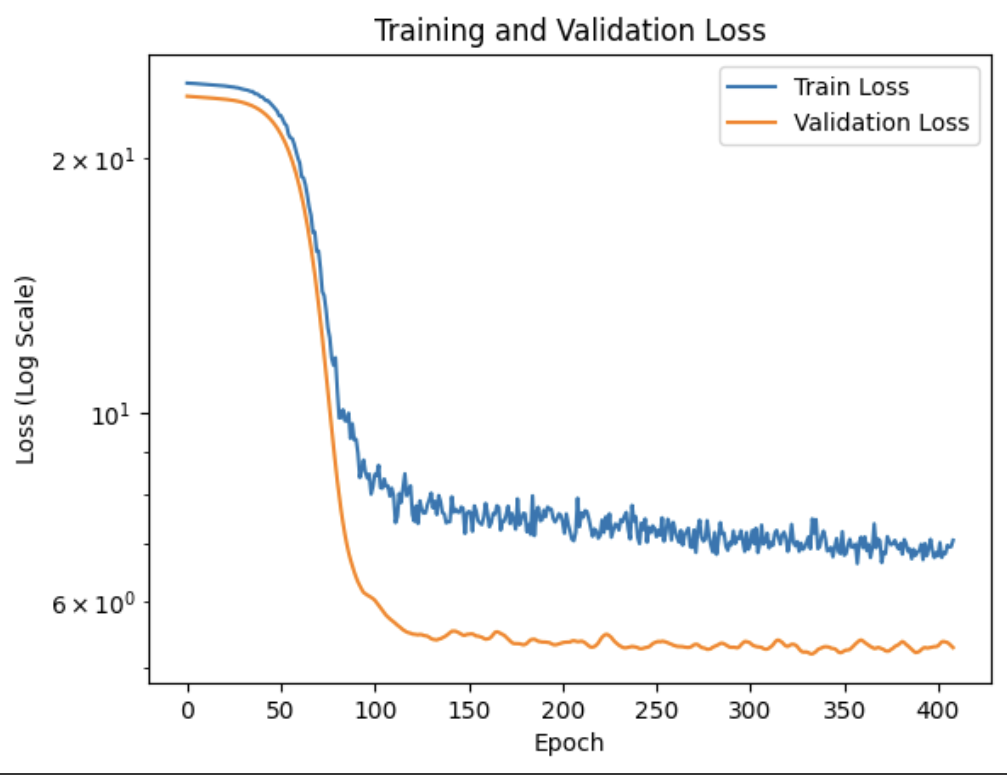 Training and Validation Loss
Train Loss
Validation Loss
2 × 10¹
10¹
6 × 10⁰
Loss (Log Scale)
0 50 100 150 200 250 300 350 400
Epoch